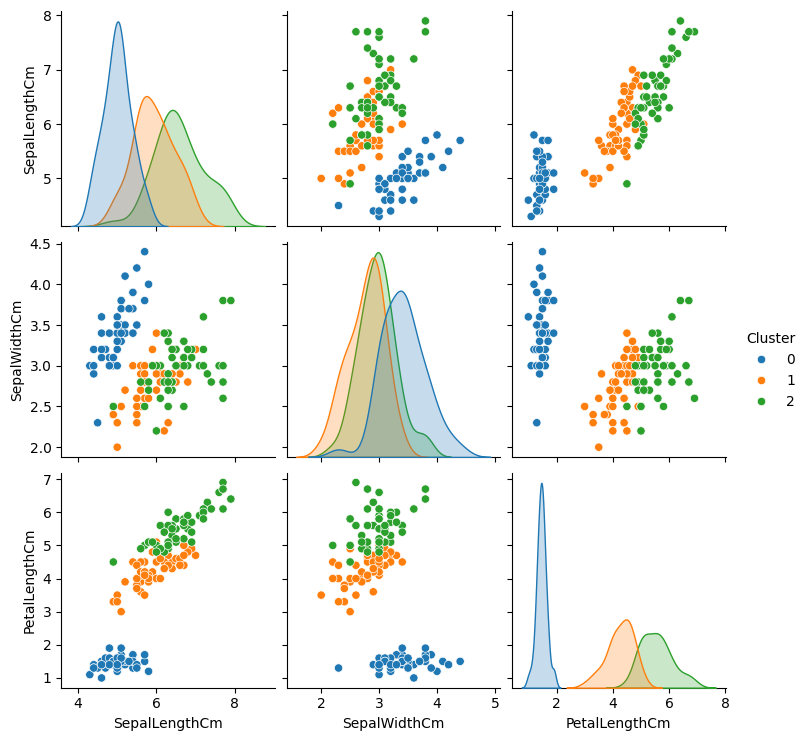 8
7
6
5
SepalLengthCm
4.5
4.0
3.5
3.0
2.5
2.0
SepalWidthCm
Cluster
0
1
2
7
6
5
4
3
2
1
PetalLengthCm
4 6 8
2 3 4 5
2 4 6 8
SepalLengthCm SepalWidthCm PetalLengthCm